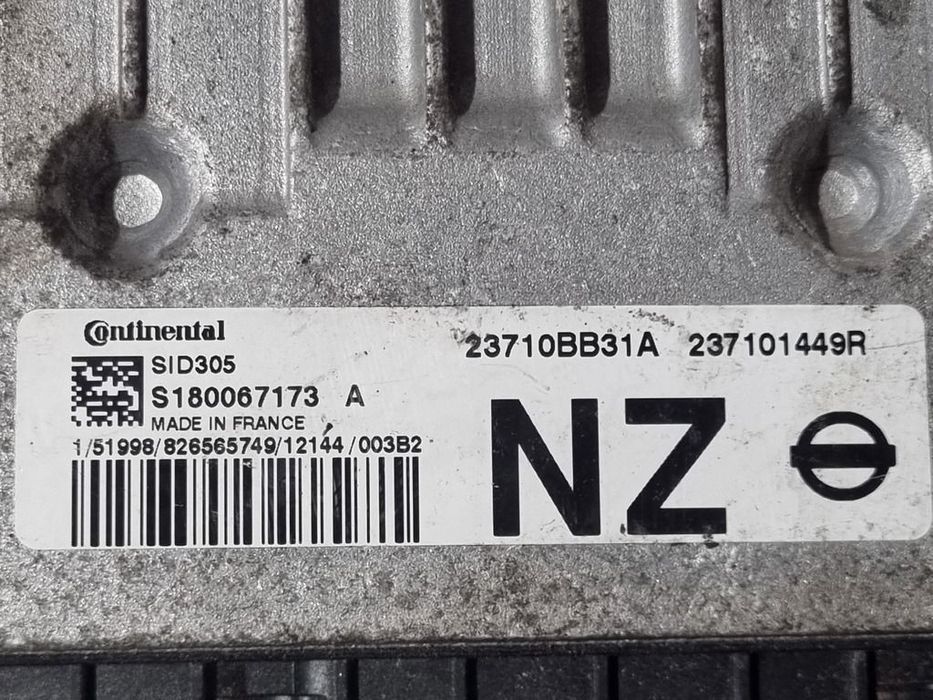 Continental
SID305
S180067173 A
MADE IN FRANCE
1/51998/826565749/12144/003B2
23710BB31A 237101449R
NZ